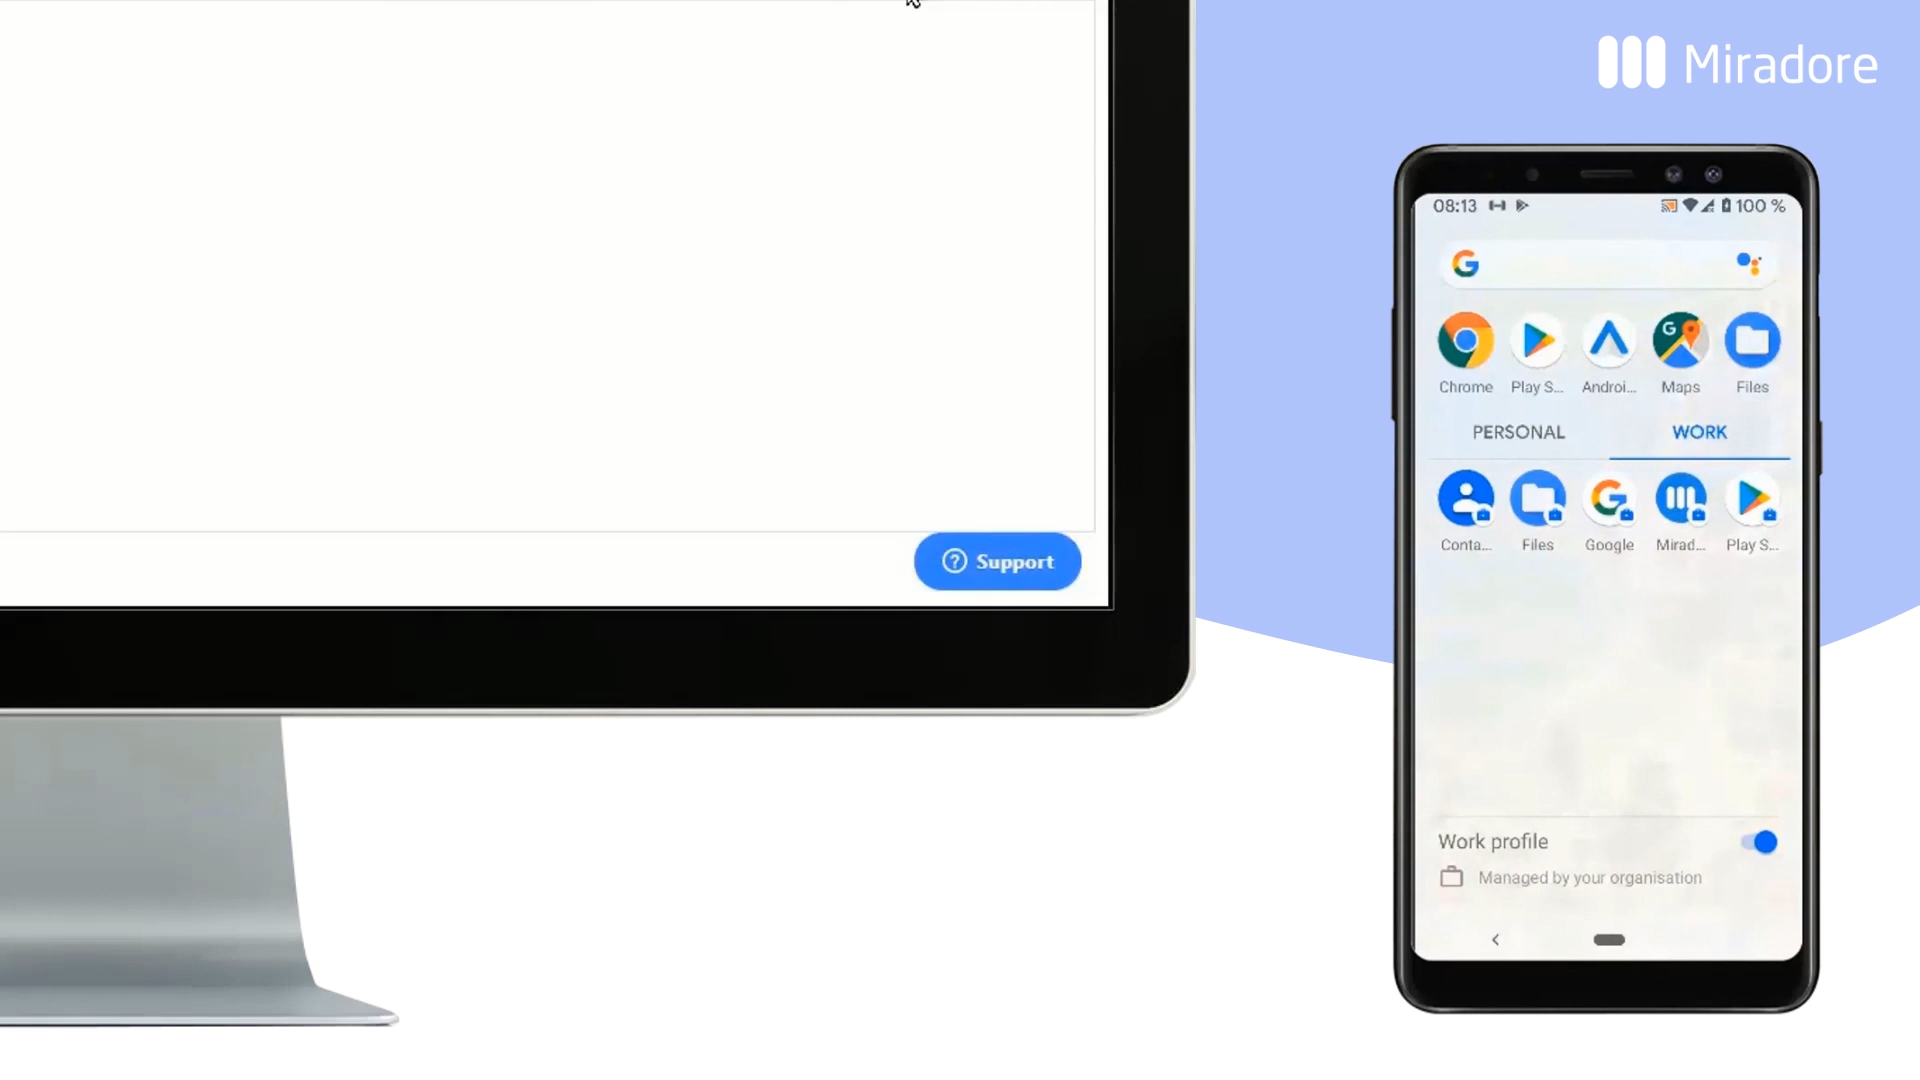 Miradore
08:13
100 %
Chrome
Play S...
Androi...
Maps
Files
PERSONAL
WORK
Conta...
Files
Google
Mirad...
Play S...
Support
Work profile
Managed by your organisation